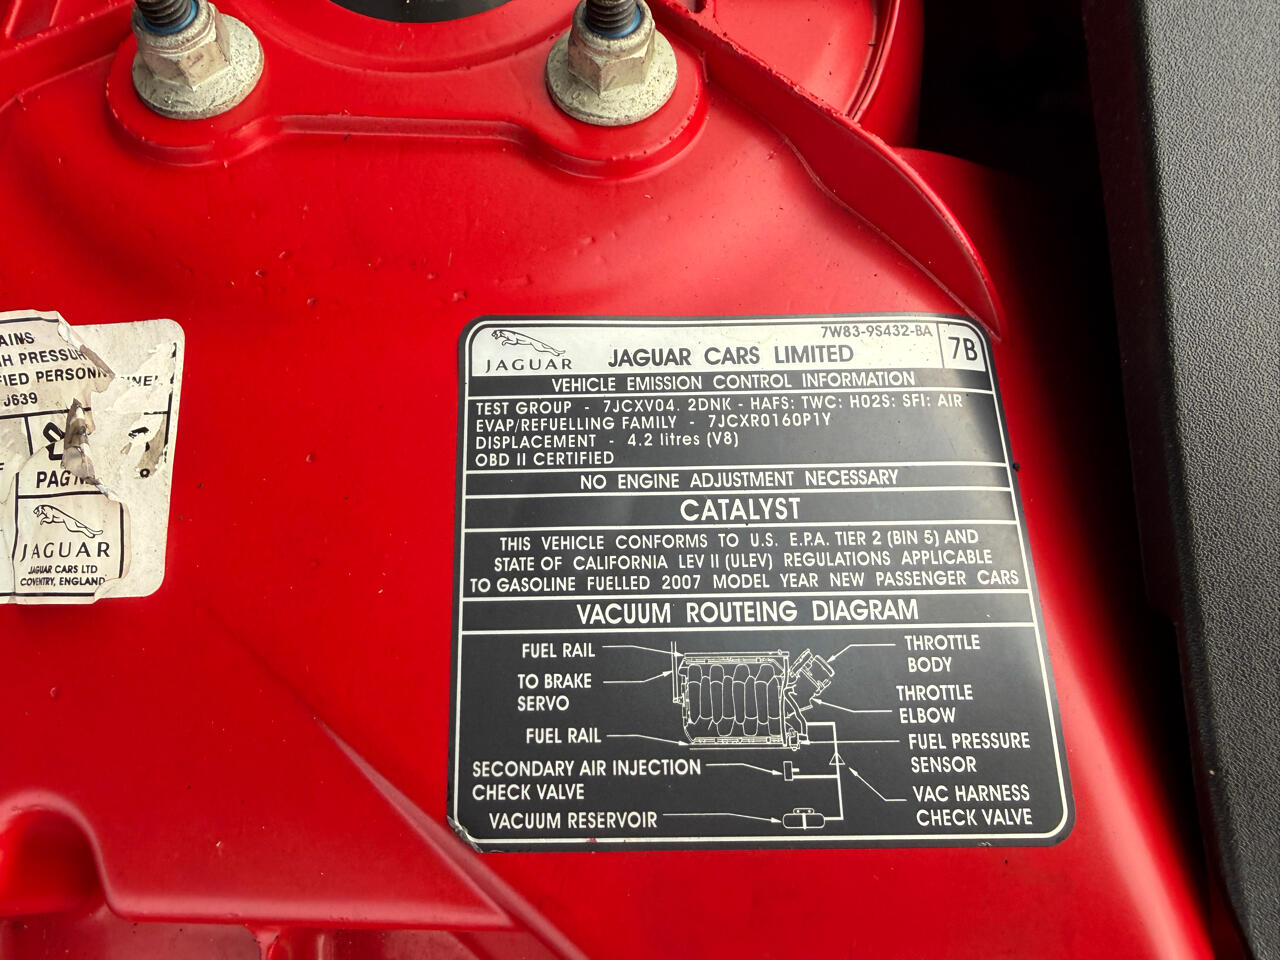 AINS
H PRESSUR
FIED PERSONN NEL
J639
PAG
JAGUAR
JAGUAR CARS LTD
COVENTRY, ENGLAND
7W83-9S432-BA
JAGUAR
JAGUAR CARS LIMITED
7B
VEHICLE EMISSION CONTROL INFORMATION
TEST GROUP - 7JCXV04. 2DNK - HAFS: TWC: H02S: SFI: AIR
EVAP/REFUELLING FAMILY - 7JCXR0160P1Y
DISPLACEMENT - 4.2 litres (V8)
OBD II CERTIFIED
NO ENGINE ADJUSTMENT NECESSARY
CATALYST
THIS VEHICLE CONFORMS TO U.S. E.P.A. TIER 2 (BIN 5) AND
STATE OF CALIFORNIA LEV II (ULEV) REGULATIONS APPLICABLE
TO GASOLINE FUELLED 2007 MODEL YEAR NEW PASSENGER CARS
VACUUM ROUTEING DIAGRAM
FUEL RAIL
TO BRAKE
SERVO
FUEL RAIL
SECONDARY AIR INJECTION
CHECK VALVE
VACUUM RESERVOIR
THROTTLE
BODY
THROTTLE
ELBOW
FUEL PRESSURE
SENSOR
VAC HARNESS
CHECK VALVE